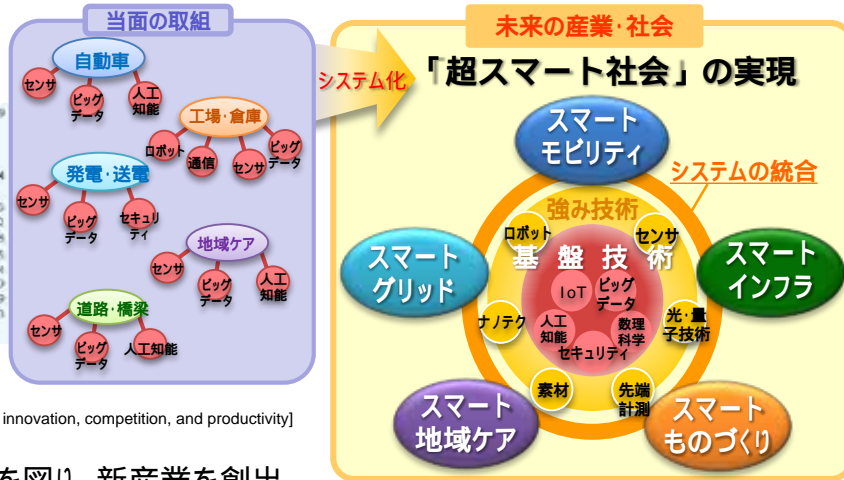 当面の取組
自動車
センサ
ビッグ
データ
人工
知能
工場・倉庫
ロボット
通信
センサ
ビッグ
データ
発電・送電
センサ
ビッグ
データ
セキュリ
ティ
地域ケア
センサ
ビッグ
データ
人工
知能
道路・橋梁
センサ
ビッグ
データ
人工知能
システム化
未来の産業・社会
「超スマート社会」の実現
スマート
モビリティ
システムの統合
強み技術
ロボット
センサ
基盤技術
スマート
グリッド
スマート
インフラ
IoT
ビッグ
データ
ナノテク
人工
知能
数理
科学
光・量
子技術
セキュリティ
素材
先端
計測
スマート
地域ケア
スマート
ものづくり
innovation, competition, and productivity]
を図り、新産業を創出